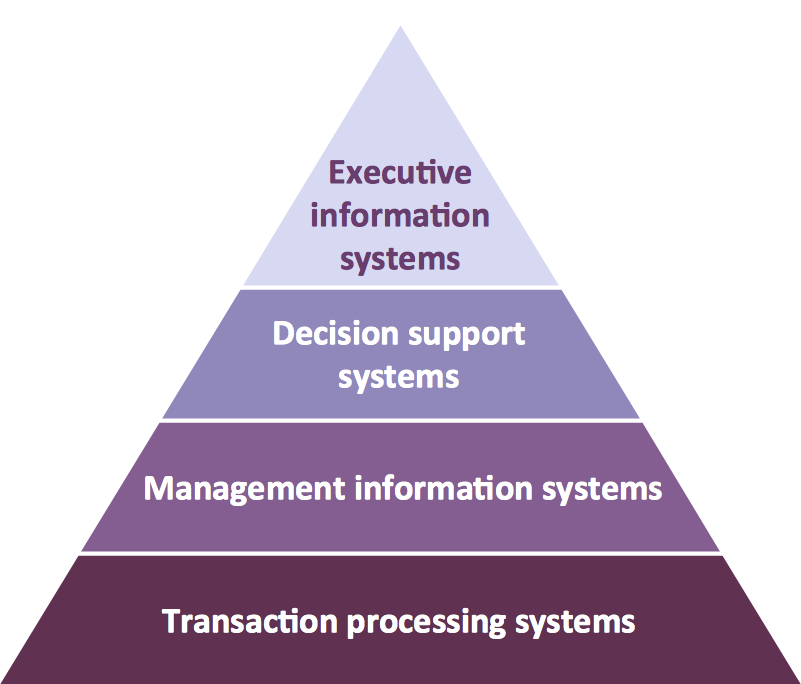 Executive
information
systems
Decision support
systems
Management information systems
Transaction processing systems